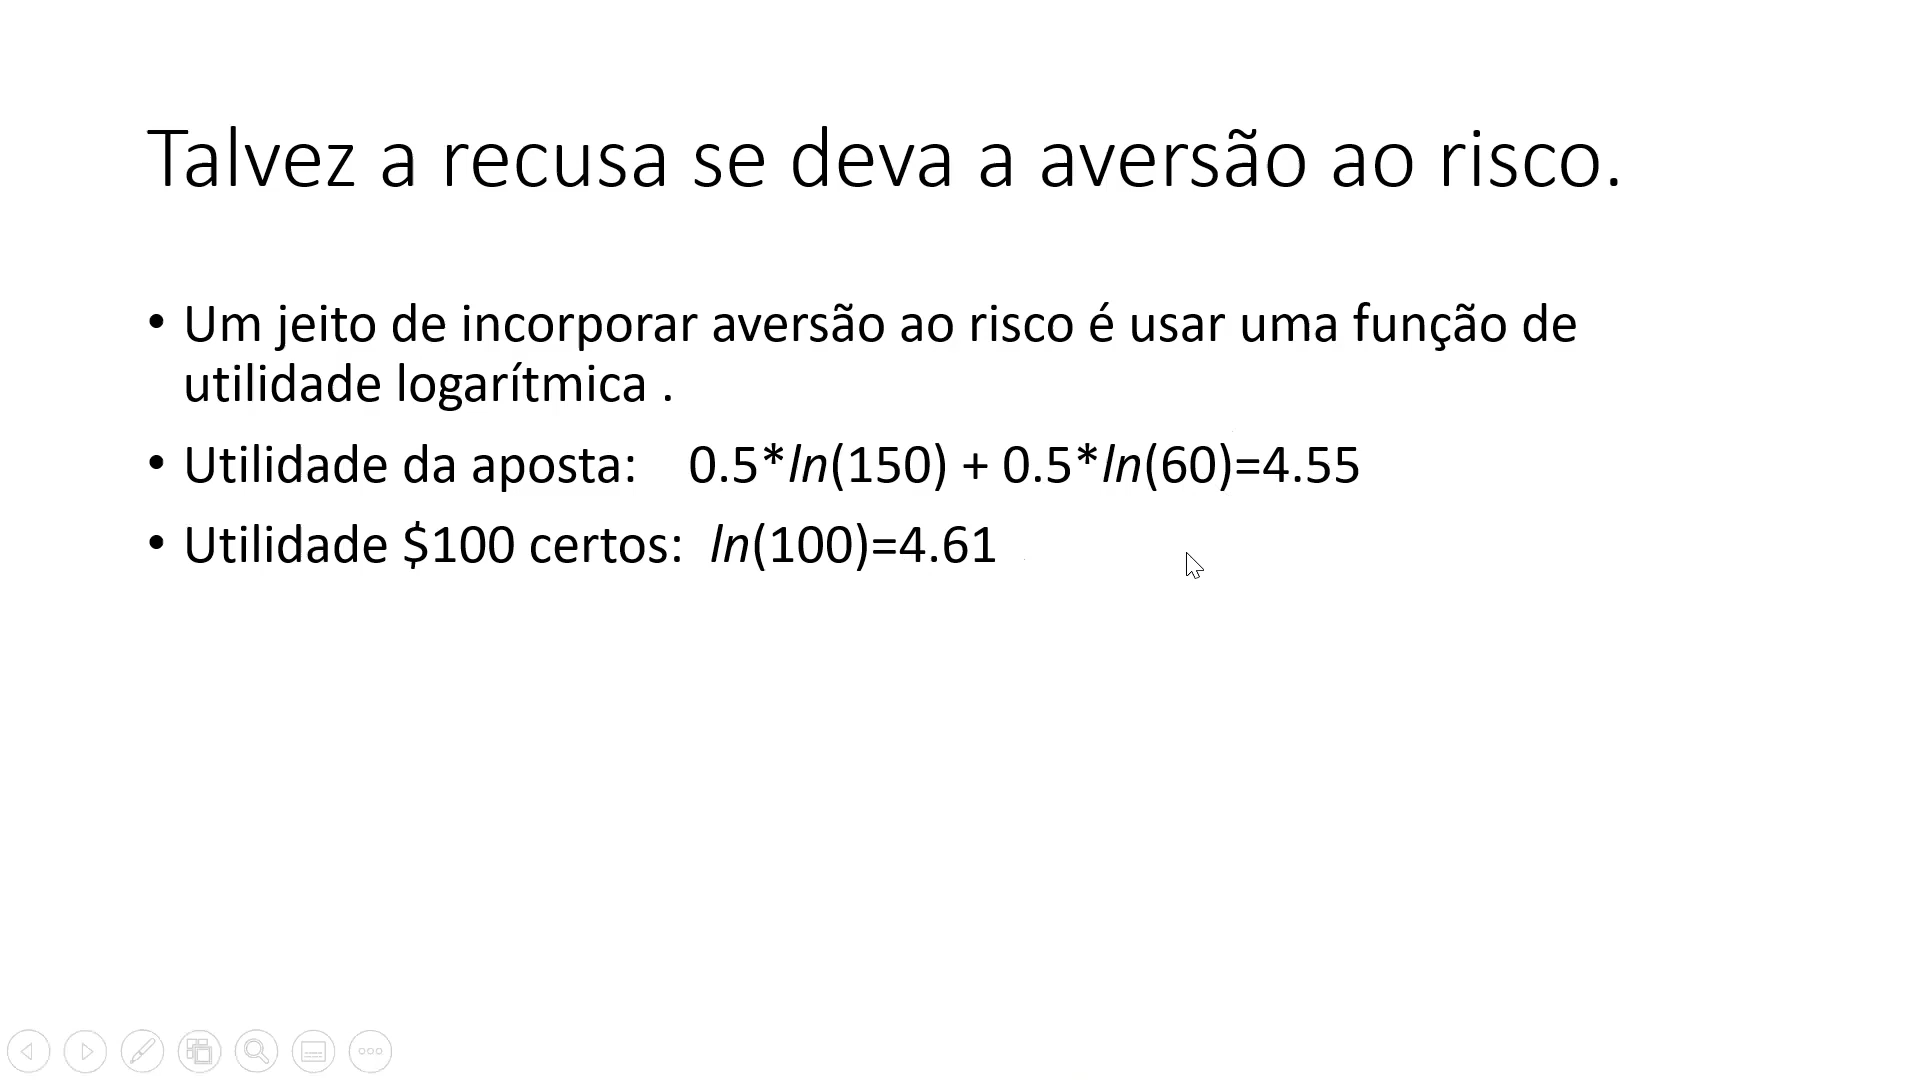 Talvez a recusa se deva a aversão ao risco.
• Um jeito de incorporar aversão ao risco é usar uma função de
utilidade logarítmica .
• Utilidade da aposta: 0.5*ln(150) + 0.5*ln(60)=4.55
• Utilidade $100 certos: ln(100)=4.61